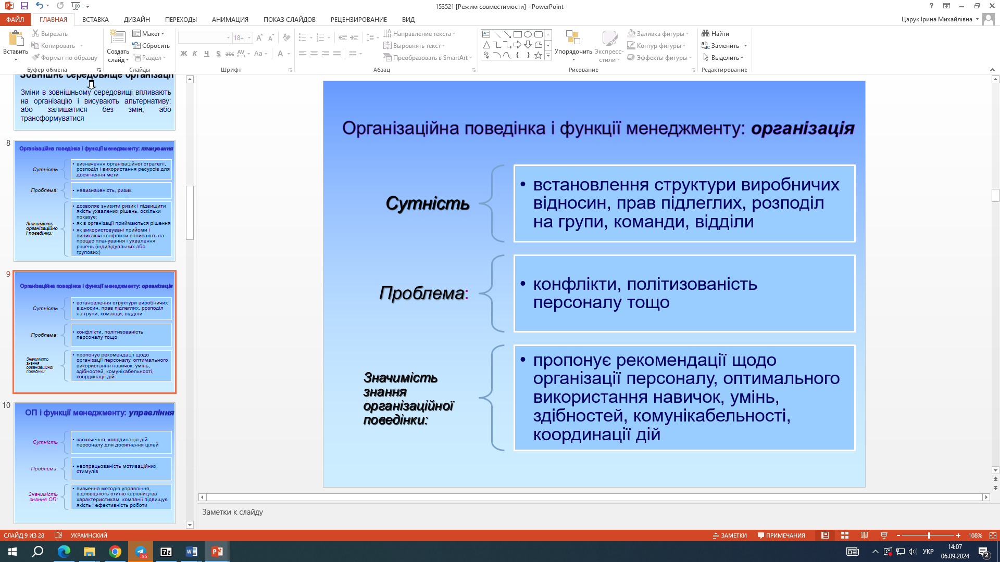 153521 [Режим совместимости] - PowerPoint
ФАЙЛ ГЛАВНАЯ ВСТАВКА ДИЗАЙН ПЕРЕХОДЫ АНИМАЦИЯ ПОКАЗ СЛАЙДОВ РЕЦЕНЗИРОВАНИЕ ВИД
Царук Ірина Михайлівна
Вставить
Вырезать
Копировать
Формат по образцу
Буфер обмена
Создать
слайд
Макет
Сбросить
Раздел
Слайды
18+
Ж К Ч S abc AV Aa A
Шрифт
Направление текста
Выровнять текст
Преобразовать в SmartArt
Абзац
Упорядочить
Экспресс-
стили
Заливка фигуры
Контур фигуры
Эффекты фигуры
Рисование
Найти
Заменить
Выделить
Редактирование
Зовнішнє середовище організації
Зміни в зовнішньому середовищі впливають
на організацію і висувають альтернативу:
або залишатися без змін, або
трансформуватися
8
Організаційна поведінка і функції менеджменту: планування
Сутність
• визначення організаційної стратегії,
розподіл і використання ресурсів для
досягнення мети
Проблема:
• невизначеність, ризик
Значимість
організаційно
ї поведінки:
• дозволяє знизити ризик і підвищити
якість ухвалених рішень, оскільки
показує:
• як в організації приймаються рішення
• як використовувані прийоми і
виникаючі конфлікти впливають на
процес планування і ухвалення
рішень (індивідуальних або
групових)
9
Організаційна поведінка і функції менеджменту: організація
Сутність
• встановлення структури виробничих
відносин, прав підлеглих, розподіл
на групи, команди, відділи
Проблема:
• конфлікти, політизованість
персоналу тощо
Значимість
знання
організаційної
поведінки:
• пропонує рекомендації щодо
організації персоналу, оптимального
використання навичок, умінь,
здібностей, комунікабельності,
координації дій
10
ОП і функції менеджменту: управління
Сутність
• заохочення, координація дій
персоналу для досягнення цілей
Проблема:
• неопрацьованість мотиваційних
стимулів
Значимість
знання ОП:
• вивчення методів управління,
відповідність стилю керівництва
характеристикам компанії підвищує
якість і ефективність роботи
Організаційна поведінка і функції менеджменту: організація
Сутність
• встановлення структури виробничих
відносин, прав підлеглих, розподіл
на групи, команди, відділи
Проблема:
• конфлікти, політизованість
персоналу тощо
Значимість
знання
організаційної
поведінки:
• пропонує рекомендації щодо
організації персоналу, оптимального
використання навичок, умінь,
здібностей, комунікабельності,
координації дій
Заметки к слайду
СЛАЙД 9 ИЗ 28 УКРАИНСКИЙ ЗАМЕТКИ ПРИМЕЧАНИЯ 108%
УКР
14:07
06.09.2024
2